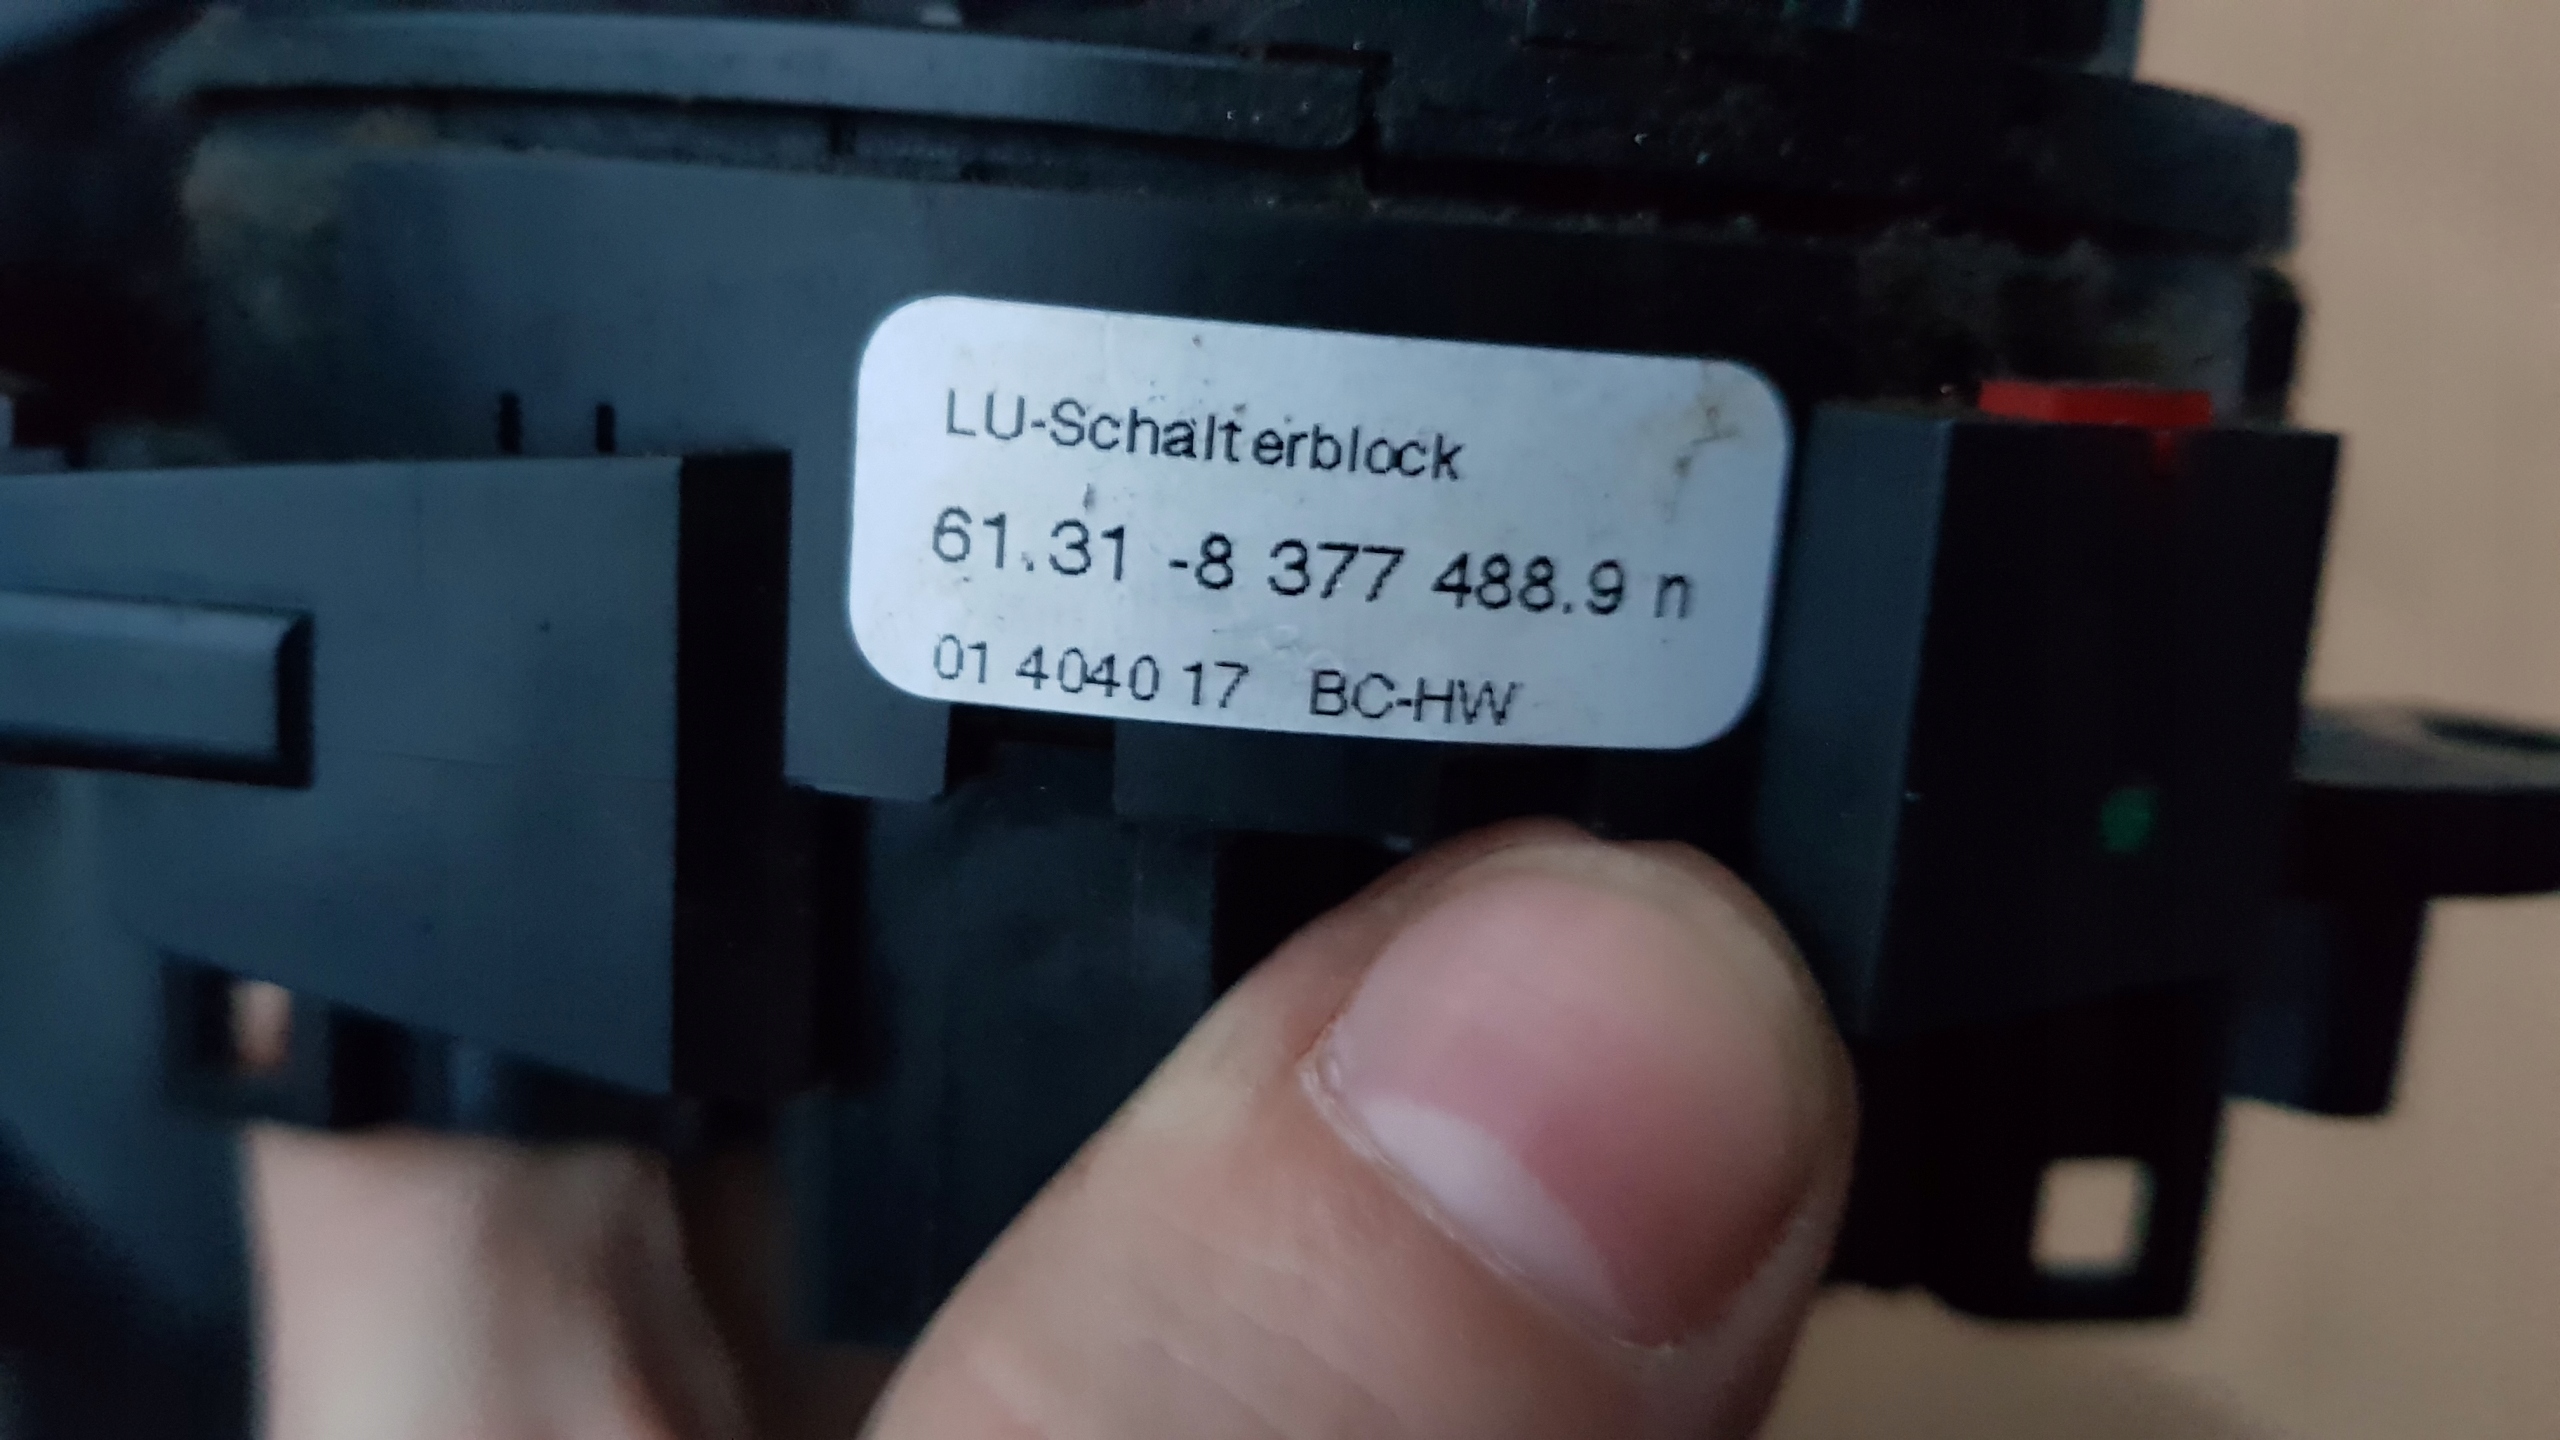 LU-Schalterblock
61.31 -8 377 488.9 n
01 4040 17 BC-HW